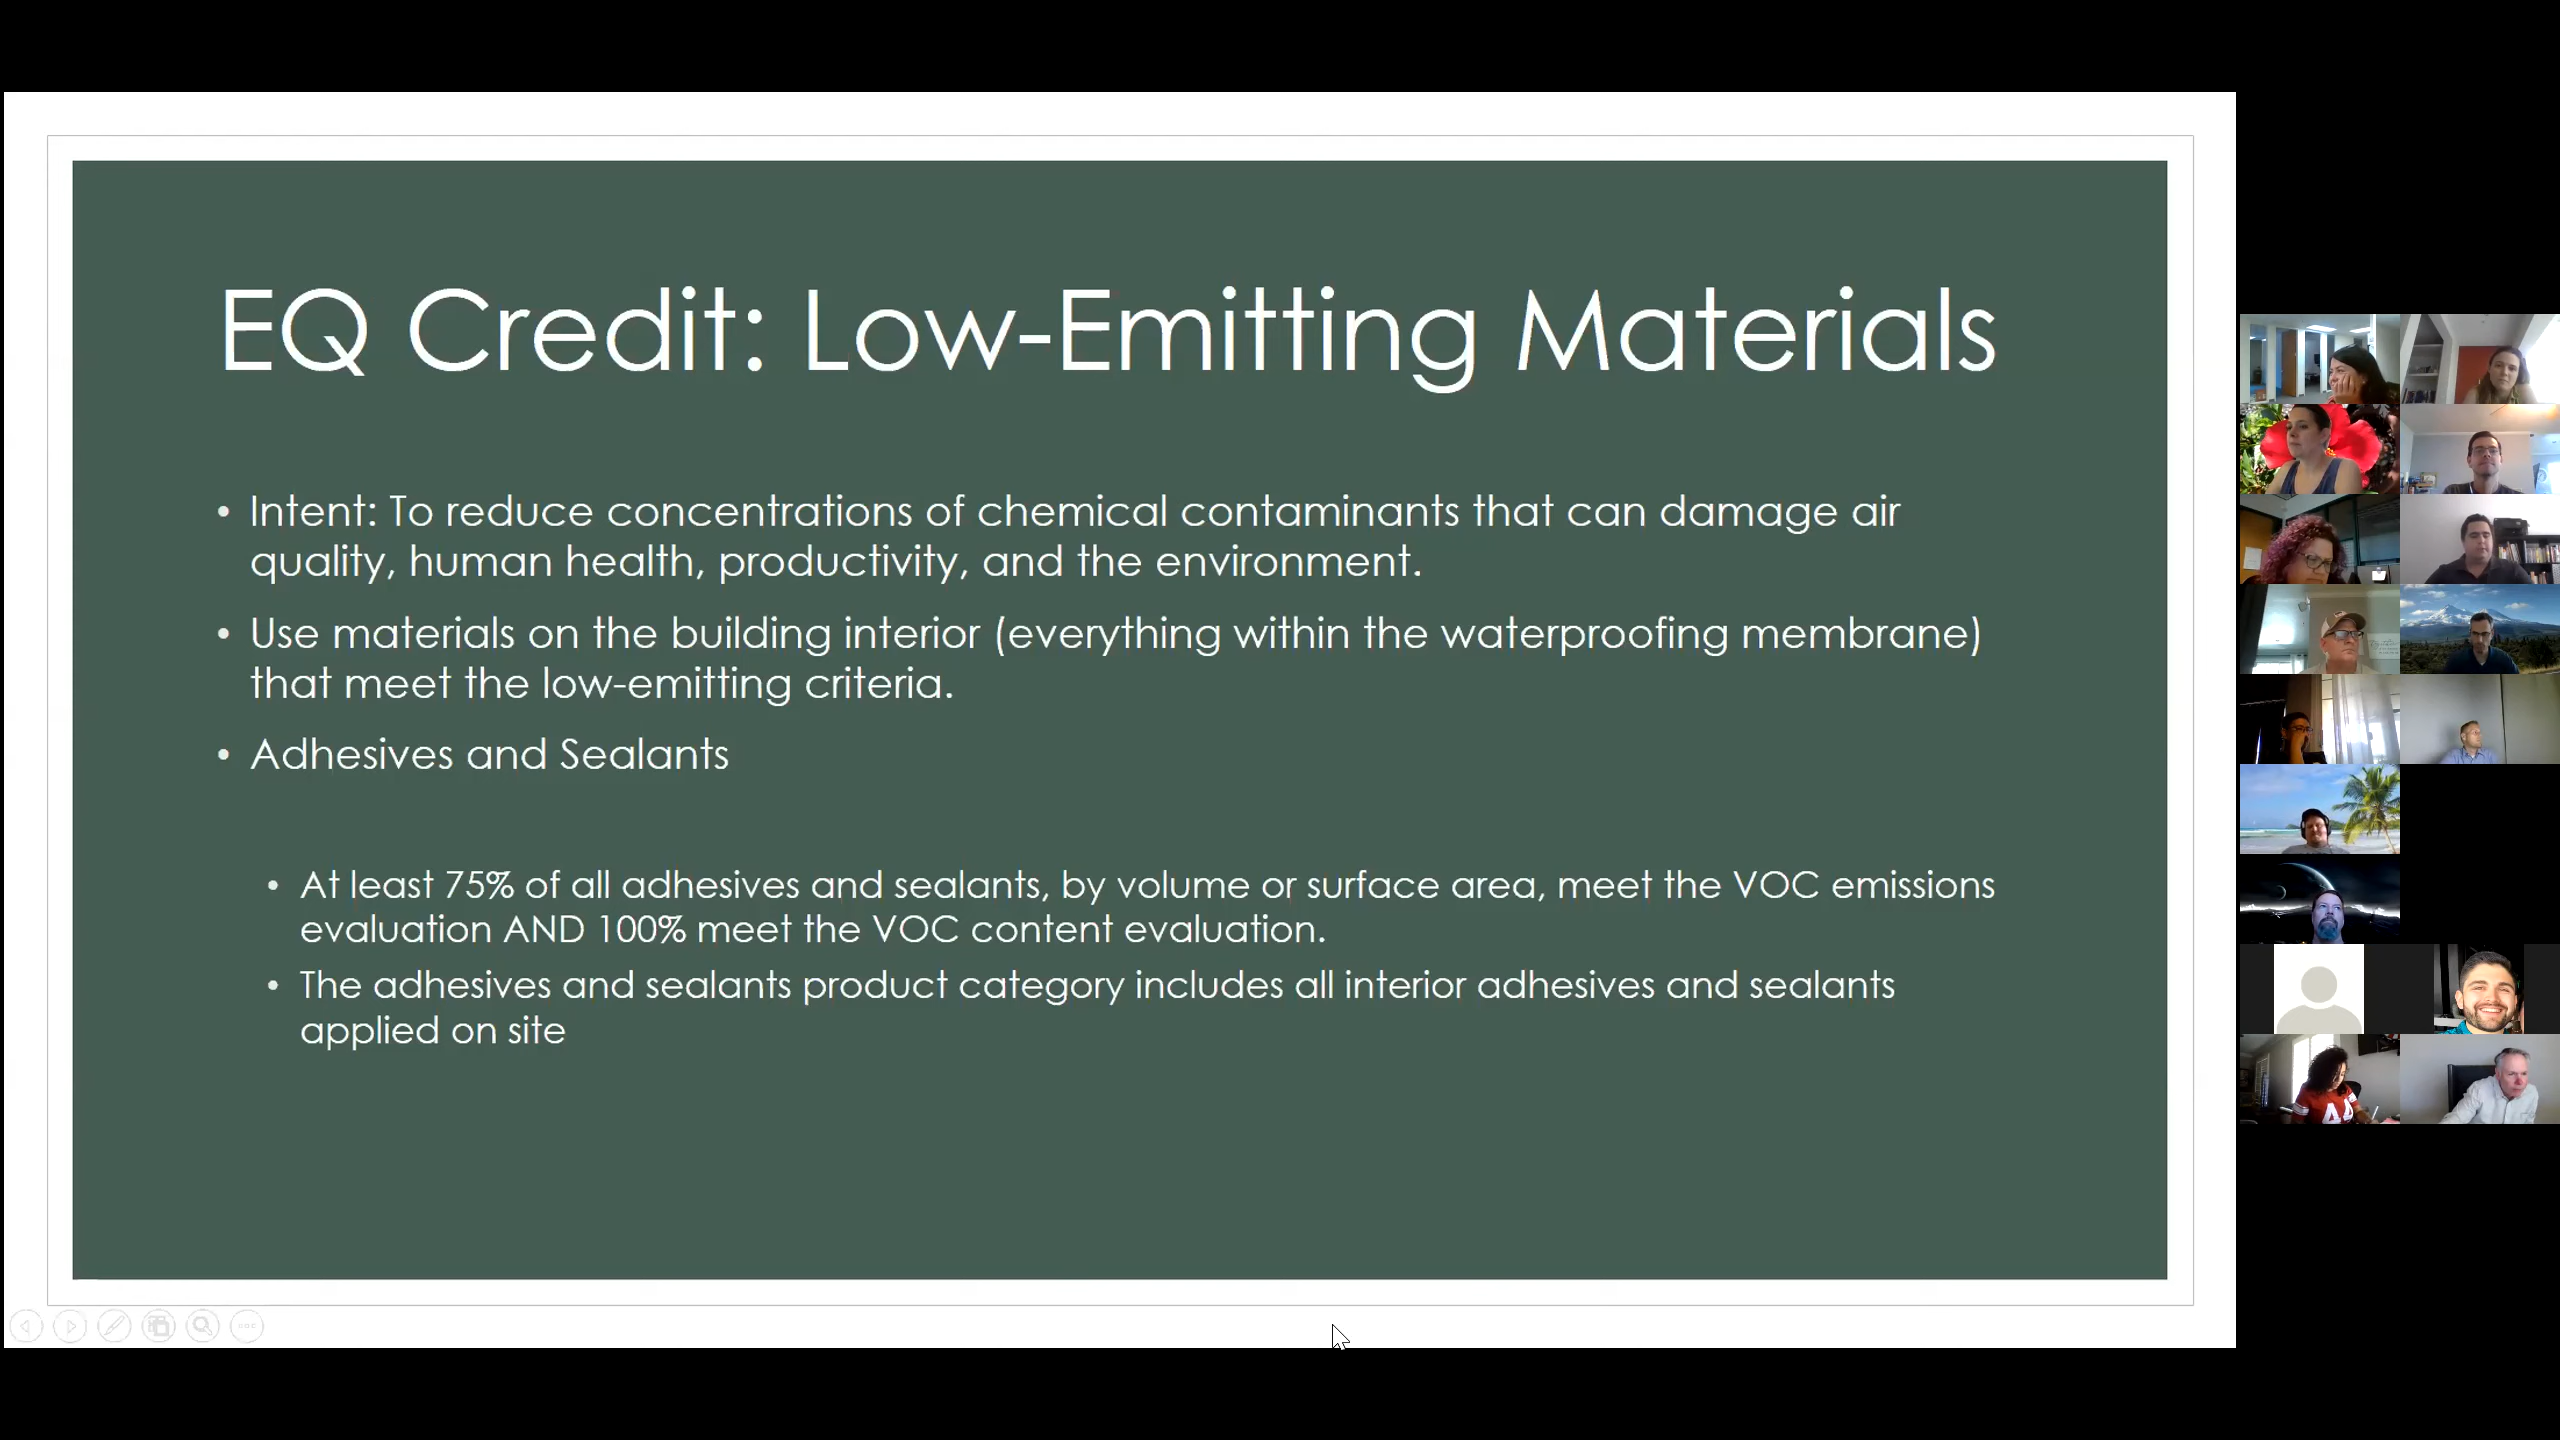 EQ Credit: Low-Emitting Materials
• Intent: To reduce concentrations of chemical contaminants that can damage air
quality, human health, productivity, and the environment.
• Use materials on the building interior (everything within the waterproofing membrane)
that meet the low-emitting criteria.
• Adhesives and Sealants
• At least 75% of all adhesives and sealants, by volume or surface area, meet the VOC emissions
evaluation AND 100% meet the VOC content evaluation.
• The adhesives and sealants product category includes all interior adhesives and sealants
applied on site